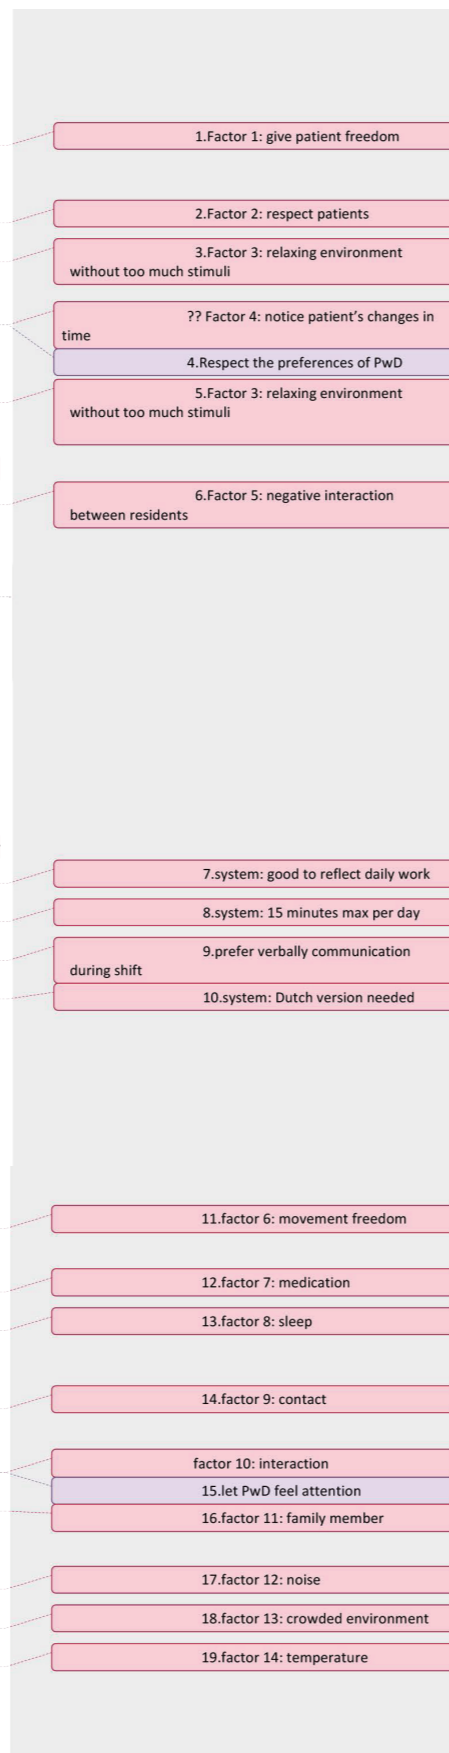 1.Factor 1: give patient freedom
2.Factor 2: respect patients
3.Factor 3: relaxing environment
without too much stimuli
?? Factor 4: notice patient's changes in
time
4.Respect the preferences of PwD
5.Factor 3: relaxing environment
without too much stimuli
6.Factor 5: negative interaction
between residents
7.system: good to reflect daily work
8.system: 15 minutes max per day
9.prefer verbally communication
during shift
10.system: Dutch version needed
11.factor 6: movement freedom
12.factor 7: medication
13.factor 8: sleep
14.factor 9: contact
factor 10: interaction
15.let PwD feel attention
16.factor 11: family member
17.factor 12: noise
18.factor 13: crowded environment
19.factor 14: temperature